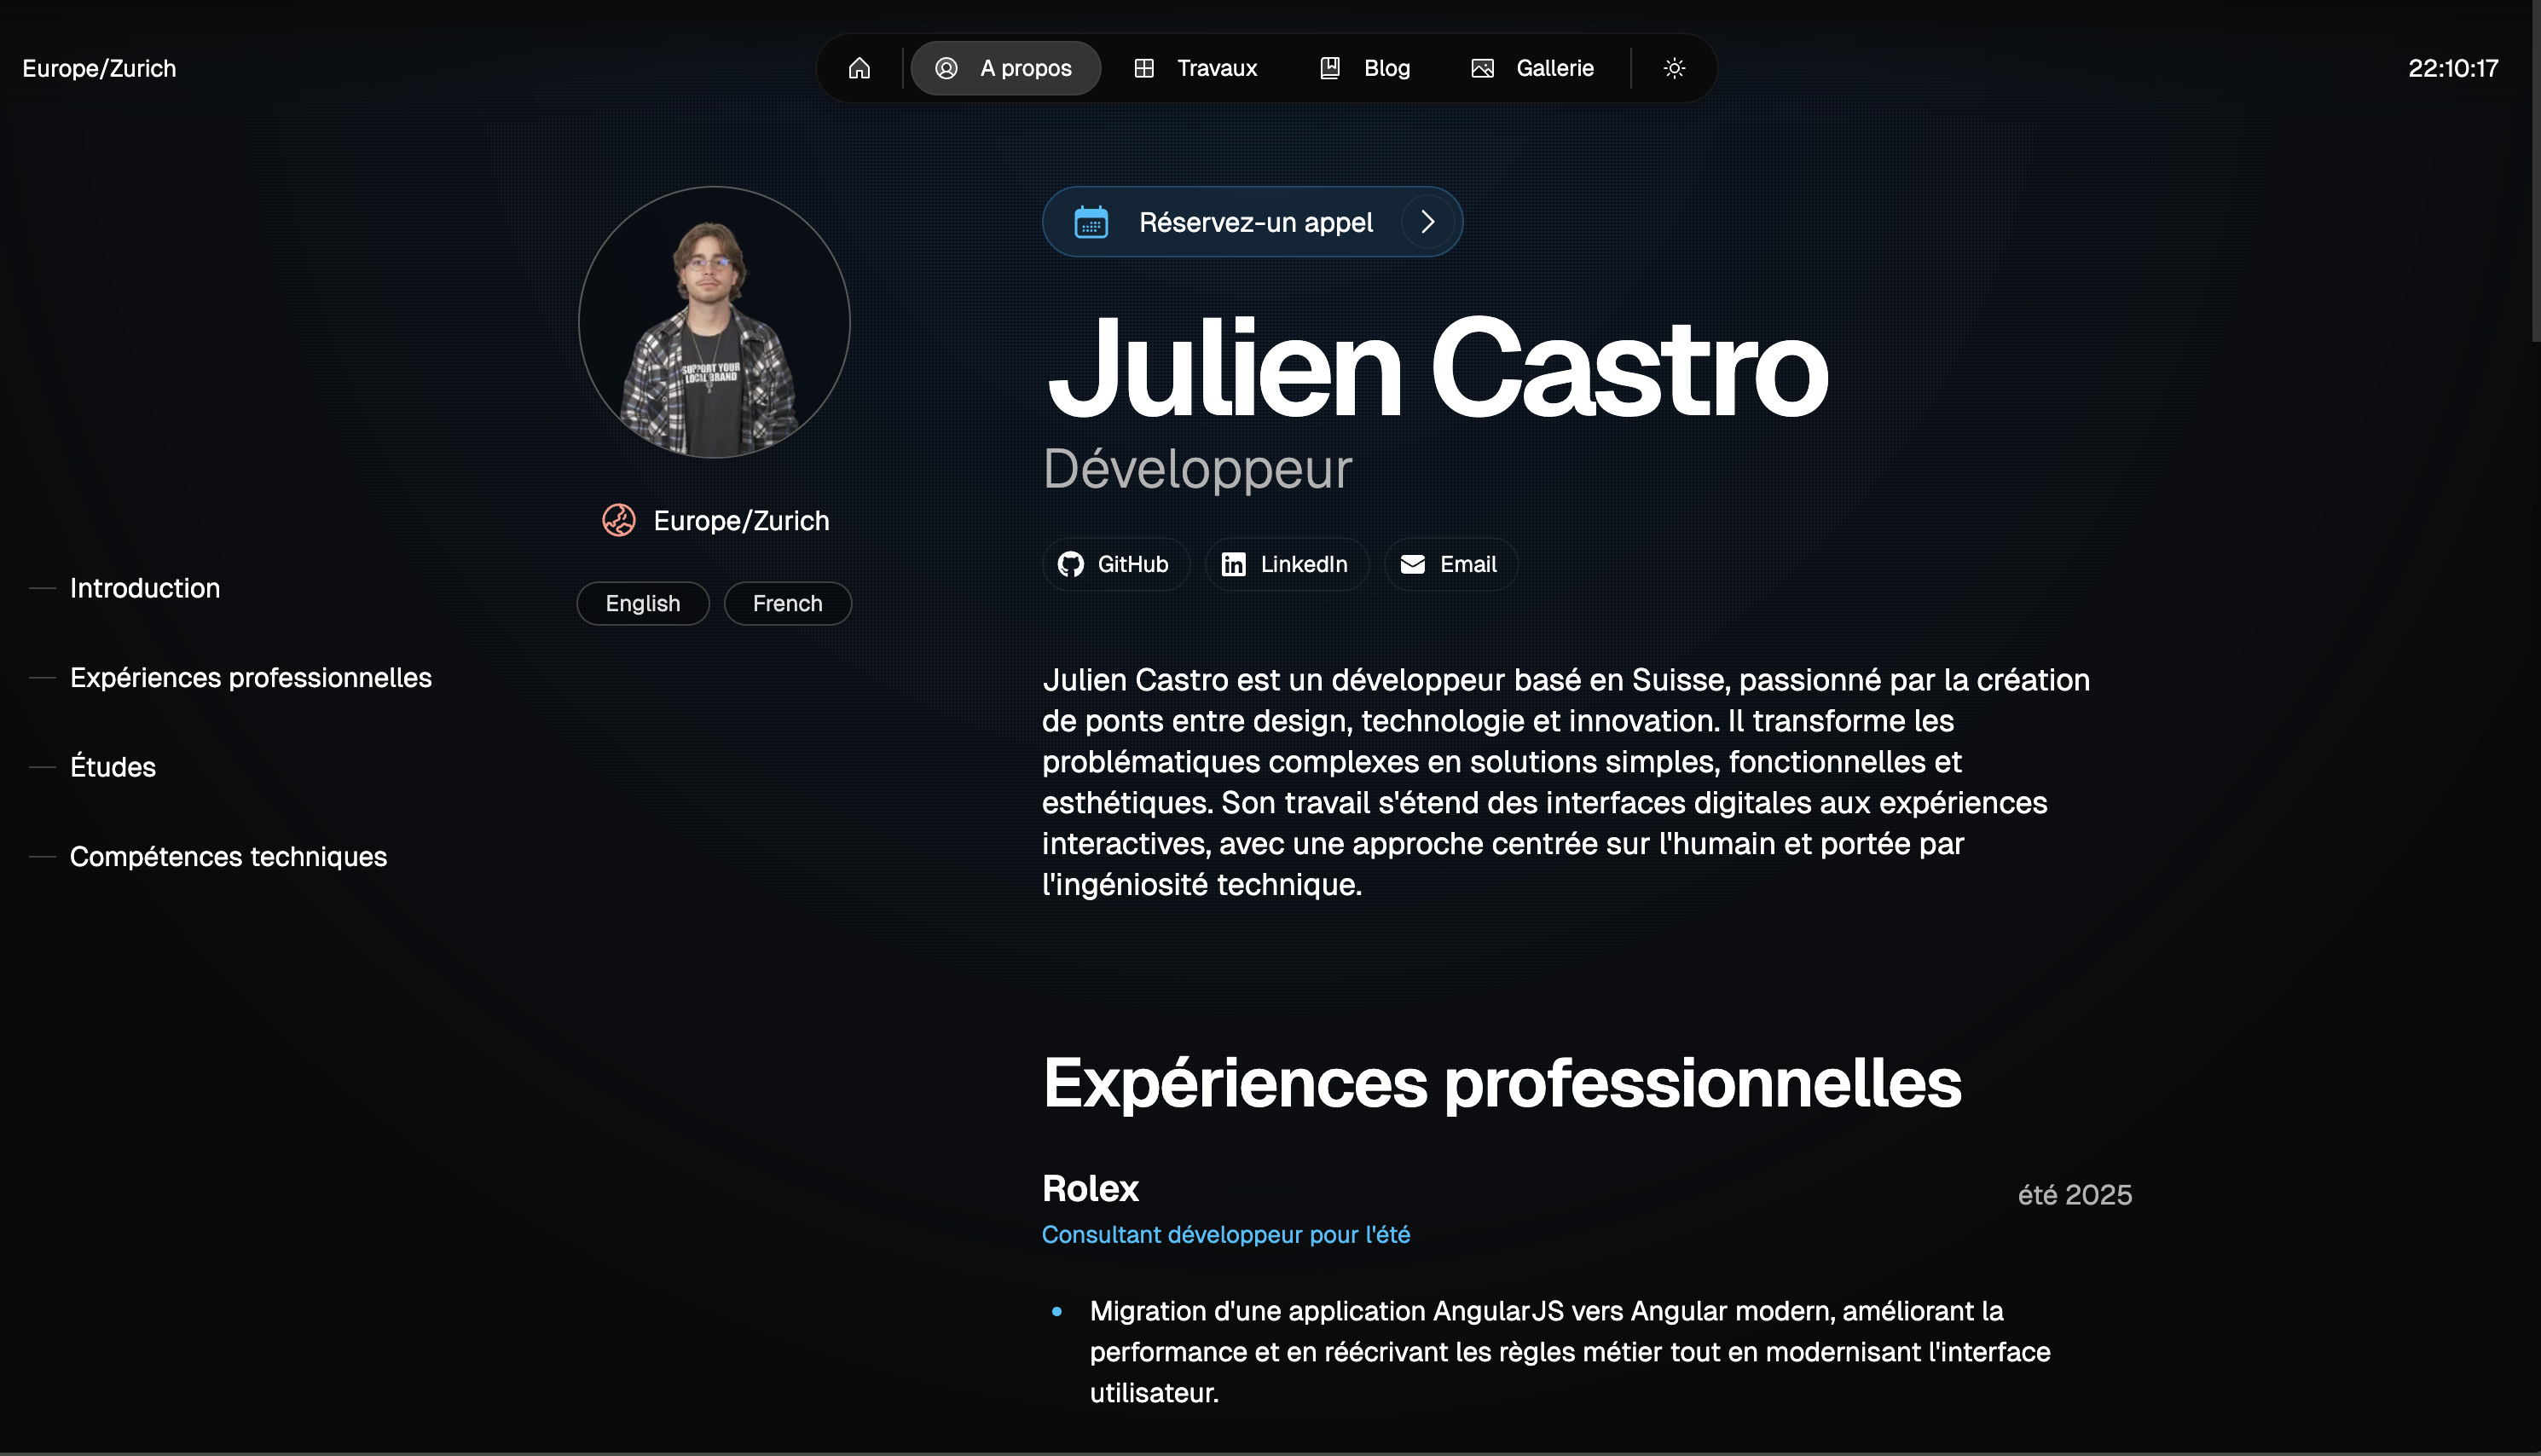 Europe/Zurich
A propos
Travaux
Blog
Gallerie
22:10:17
Réservez-un appel
SUPPORT YOUR
LOCAL BRAND
Julien Castro
Développeur
Europe/Zurich
GitHub
LinkedIn
Email
English
French
Introduction
Expériences professionnelles
Études
Compétences techniques
Julien Castro est un développeur basé en Suisse, passionné par la création
de ponts entre design, technologie et innovation. Il transforme les
problématiques complexes en solutions simples, fonctionnelles et
esthétiques. Son travail s'étend des interfaces digitales aux expériences
interactives, avec une approche centrée sur l'humain et portée par
l'ingéniosité technique.
Expériences professionnelles
Rolex
été 2025
Consultant développeur pour l'été
Migration d'une application AngularJS vers Angular modern, améliorant la
performance et en réécrivant les règles métier tout en modernisant l'interface
utilisateur.